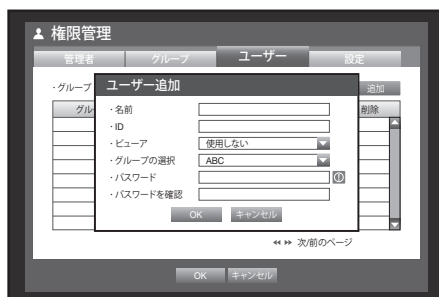 権限管理
管理者 グループ ユーザー 設定
・グループ 追加
グル 削除
ユーザー追加
・名前
・ID
・ビューア 使用しない
・グループの選択 ABC
・パスワード
・パスワードを確認
OK キャンセル
次/前のページ
OK キャンセル